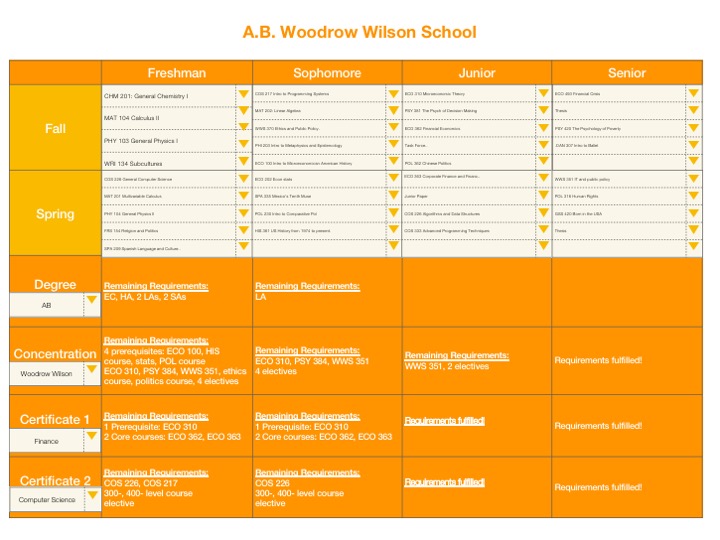 A.B. Woodrow Wilson School
Freshman
Sophomore
Junior
Senior
Fall
CHM 201: General Chemistry I
MAT 104 Calculus II
PHY 103 General Physics I
WRI 134 Subcultures
COS 217 Intro to Programming Systems
MAT 202: Linear Algebra
WWS 370 Ethics and Public Policy
PHI 203 Intro to Metaphysics and Epistemology
ECO 100 Intro to Microeconomics
American History
ECO 310 Microeconomic Theory
PSY 381 The Psych of Decision Making
ECO 362 Financial Economics
Task Force
POL 362 Chinese Politics
ECO 490 Financial Crisis
Thesis
PSY 420 The Psychology of Poverty
JUAN 207 Intro to Ballet
Spring
COS 226 General Computer Science
MAT 201 Multivariable Calculus
PHY 104 General Physics II
FRS 154 Religion and Politics
SPA 209 Spanish Language and Culture
ECO 202 Econ stats
SPA 233 Mexico's Tenth Muse
POL 230 Intro to Comparative Pol
HIS 361 US History from 1974 to present
ECO 363 Corporate Finance and Financ.
Junior Paper
COS 226 Algorithms and Data Structures
COS 333 Advanced Programming Techniques
WWS 351 IT and public policy
POL 319 Human Rights
Born in the USA
Thesis
Degree
AB
Remaining Requirements:
EC, HA, 2 LAs, 2 SAs
Remaining Requirements:
LA
Concentration
Woodrow Wilson
Remaining Requirements:
4 prerequisites: ECO 100, HIS
course, stats, POL course
ECO 310, PSY 384, WWS 351, ethics
course, politics course, 4 electives
Remaining Requirements:
ECO 310, PSY 384, WWS 351
4 electives
Remaining Requirements:
WWS 351, 2 electives
Requirements fulfilled!
Certificate 1
Finance
Remaining Requirements:
1 Prerequisite: ECO 310
2 Core courses: ECO 362, ECO 363
Remaining Requirements:
1 Prerequisite: ECO 310
2 Core courses: ECO 362, ECO 363
Requirements fulfilled!
Requirements fulfilled!
Certificate 2
Computer Science
Remaining Requirements:
COS 226, COS 217
300-, 400- level course
elective
Remaining Requirements:
COS 226
300-, 400- level course
elective
Requirements fulfilled!
Requirements fulfilled!